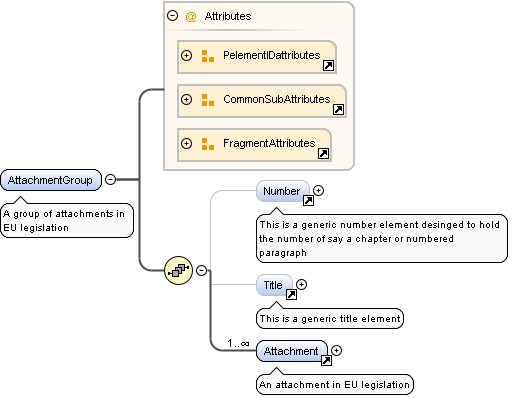 @ Attributes
PelementIDattributes
CommonSubAttributes
FragmentAttributes
AttachmentGroup
A group of attachments in
EU legislation
Number
This is a generic number element desinged to hold
the number of say a chapter or numbered
paragraph
Title
This is a generic title element
1..∞
Attachment
An attachment in EU legislation